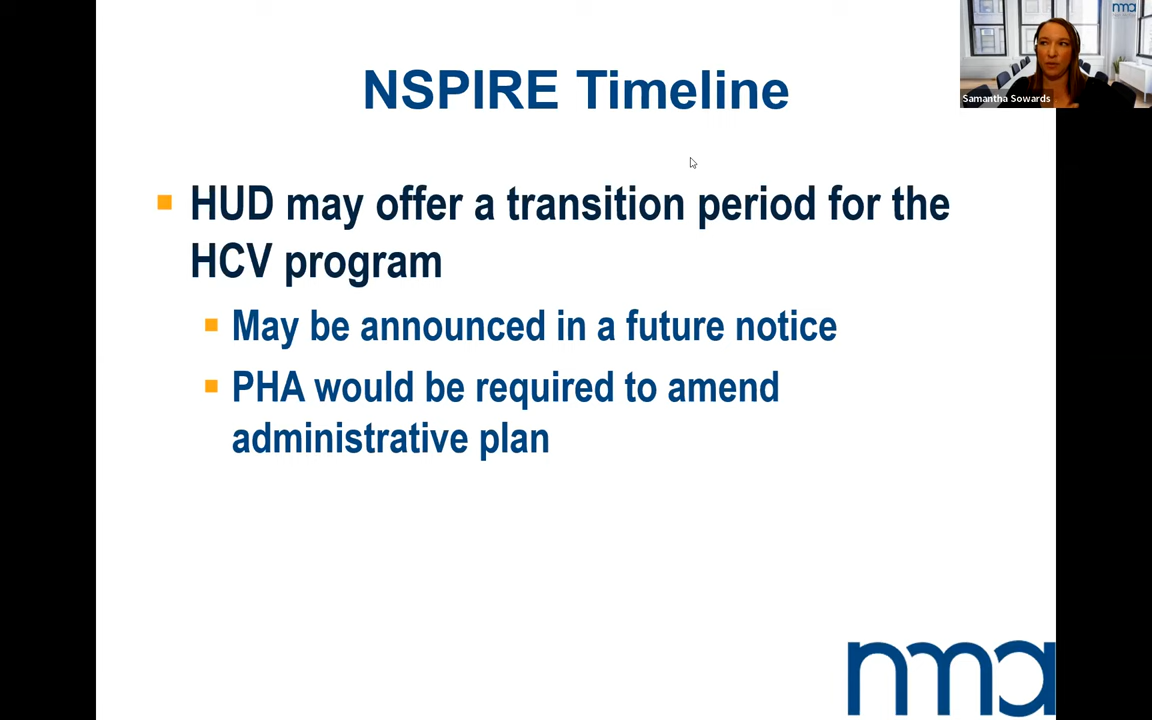 nma
NSPIRE Timeline
Samantha Sowards
HUD may offer a transition period for the
HCV program
May be announced in a future notice
PHA would be required to amend
administrative plan
nma